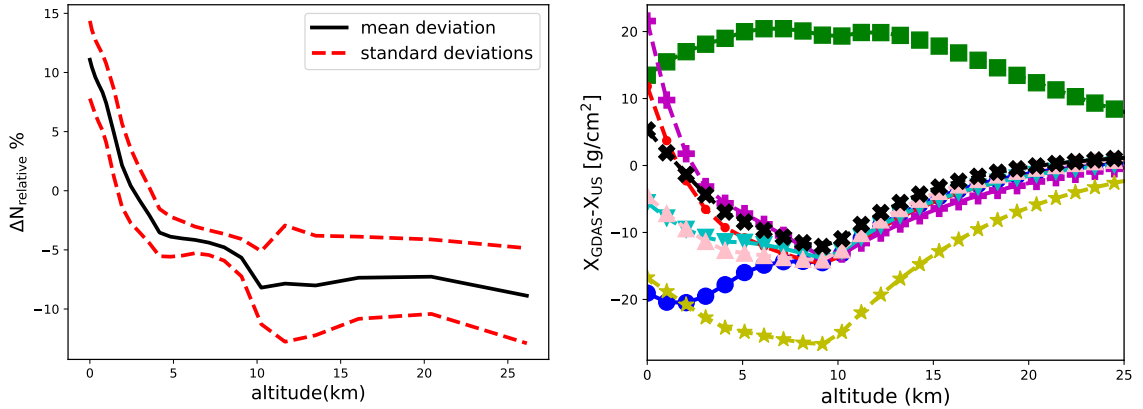 15
10
5
0
−5
−10
ΔN_relative %
0 5 10 15 20 25
altitude(km)
mean deviation
standard deviations
20
10
0
−10
−20
X_GDAS-X_US [g/cm²]
0 5 10 15 20 25
altitude (km)